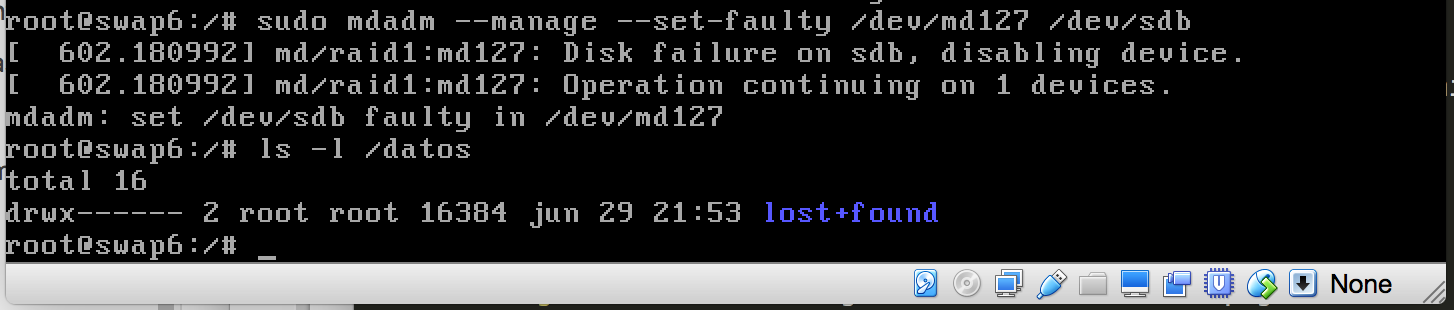 root@swap6:/# sudo mdadm --manage --set-faulty /dev/md127 /dev/sdb
[  602.180992] md/raid1:md127: Disk failure on sdb, disabling device.
[  602.180992] md/raid1:md127: Operation continuing on 1 devices.
mdadm: set /dev/sdb faulty in /dev/md127
root@swap6:/# ls -l /datos
total 16
drwx------ 2 root root 16384 jun 29 21:53 lost+found
root@swap6:/# _
None